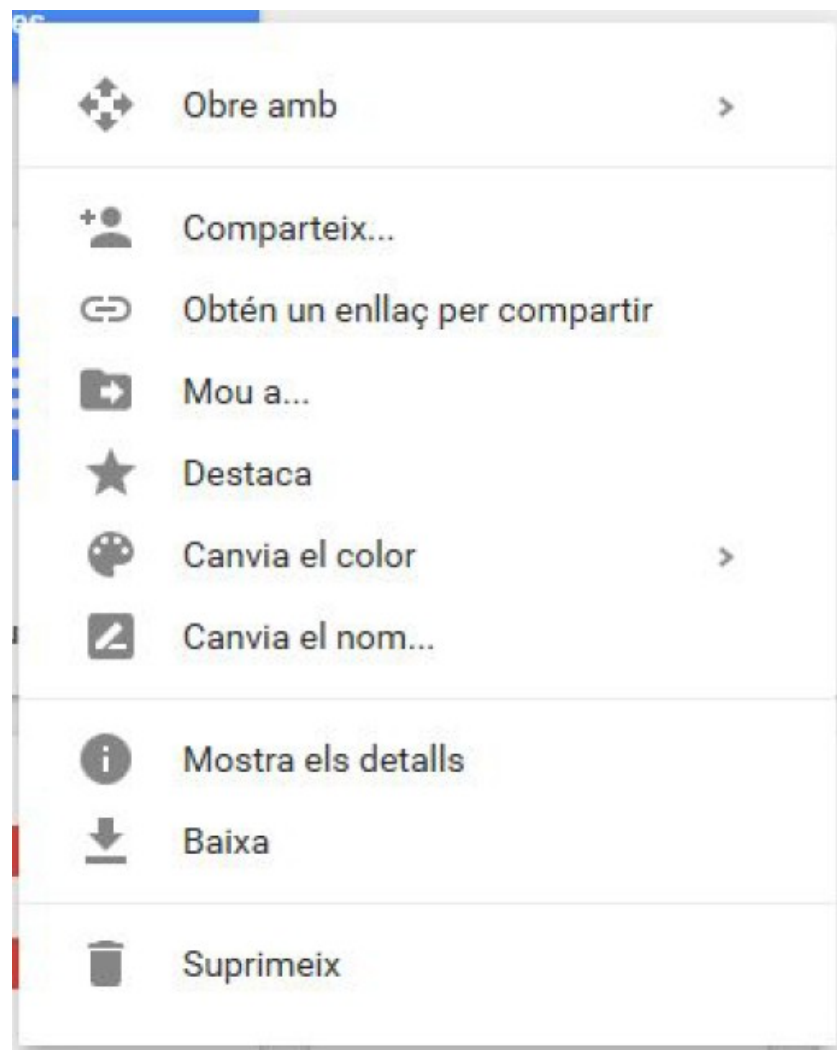 es
Obre amb
Comparteix...
Obtén un enllaç per compartir
Mou a...
Destaca
Canvia el color
Canvia el nom...
Mostra els detalls
Baixa
Suprimeix